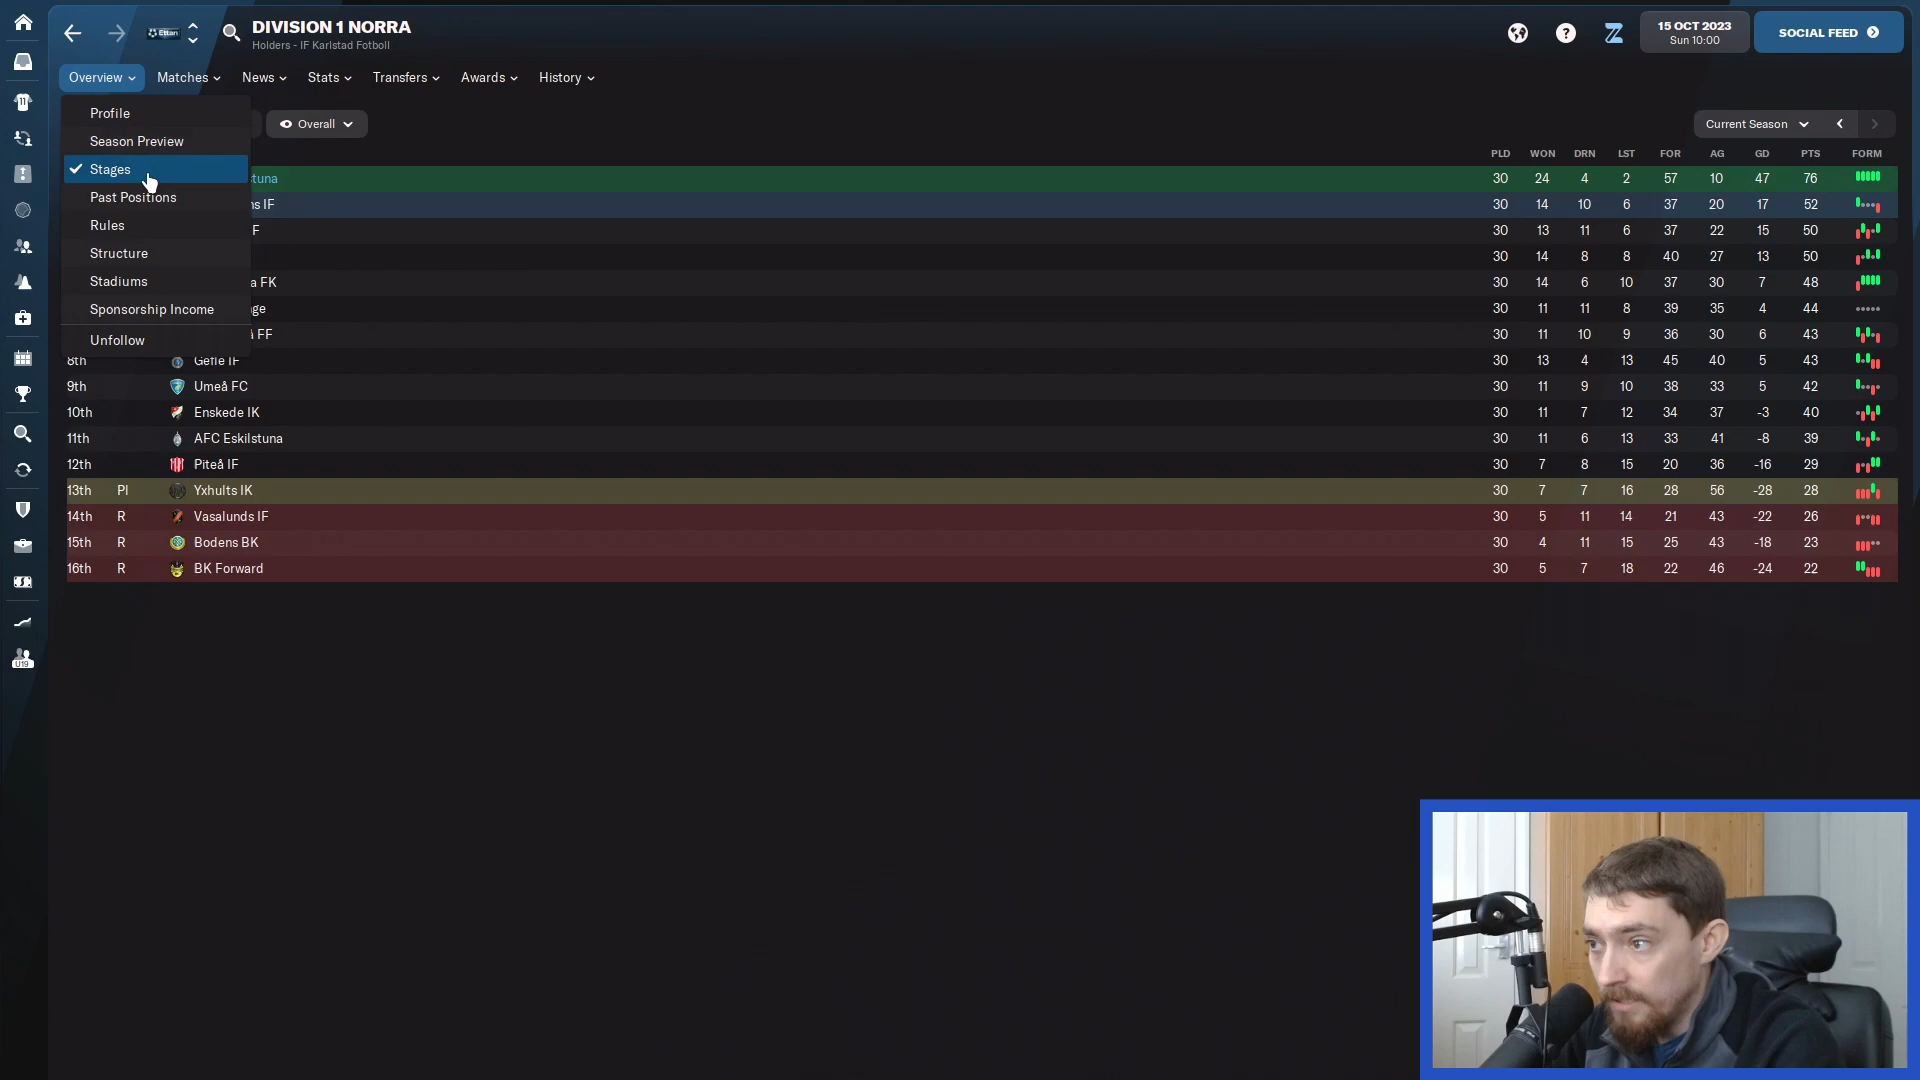 Ettan
DIVISION 1 NORRA
Holders - IF Karlstad Fotboll
15 OCT 2023
Sun 10:00
SOCIAL FEED
Overview Matches News Stats Transfers Awards History
Profile
Season Preview
Stages
Past Positions
Rules
Structure
Stadiums
Sponsorship Income
Unfollow
Overall
Current Season
PLD WON DRN LST FOR AG GD PTS FORM
tuna 30 24 4 2 57 10 47 76
ns IF 30 14 10 6 37 20 17 52
F 30 13 11 6 37 22 15 50
30 14 8 8 40 27 13 50
a FK 30 14 6 10 37 30 7 48
ge 30 11 11 8 39 35 4 44
å FF 30 11 10 9 36 30 6 43
8th Gefle IF 30 13 4 13 45 40 5 43
9th Umeå FC 30 11 9 10 38 33 5 42
10th Enskede IK 30 11 7 12 34 37 -3 40
11th AFC Eskilstuna 30 11 6 13 33 41 -8 39
12th Piteå IF 30 7 8 15 20 36 -16 29
13th Pl Yxhults IK 30 7 7 16 28 56 -28 28
14th R Vasalunds IF 30 5 11 14 21 43 -22 26
15th R Bodens BK 30 4 11 15 25 43 -18 23
16th R BK Forward 30 5 7 18 22 46 -24 22
11
U19